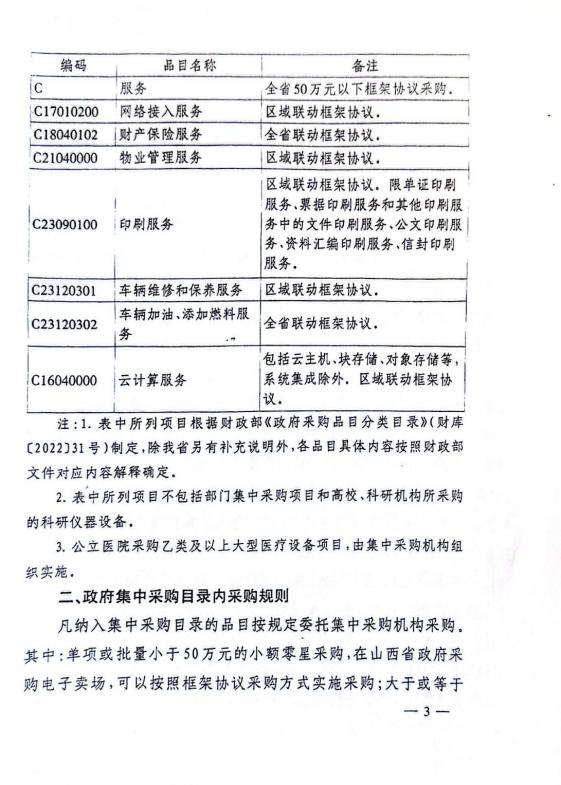 编码 品目名称 备注
C 服务 全省50万元以下框架协议采购。
C17010200 网络接入服务 区域联动框架协议。
C18040102 财产保险服务 全省联动框架协议。
C21040000 物业管理服务 区域联动框架协议。
C23090100 印刷服务 区域联动框架协议。限单证印刷
服务、票据印刷服务和其他印刷服
务中的文件印刷服务、公文印刷服
务、资料汇编印刷服务、信封印刷
服务。
C23120301 车辆维修和保养服务 区域联动框架协议。
C23120302 车辆加油、添加燃料服
务 全省联动框架协议。
C16040000 云计算服务 包括云主机、块存储、对象存储等,
系统集成除外。区域联动框架协
议。
注:1. 表中所列项目根据财政部《政府采购品目分类目录》(财库
〔2022〕31号)制定,除我省另有补充说明外,各品目具体内容按照财政部
文件对应内容解释确定。
2. 表中所列项目不包括部门集中采购项目和高校、科研机构所采购
的科研仪器设备。
3. 公立医院采购乙类及以上大型医疗设备项目,由集中采购机构组
织实施。
二、政府集中采购目录内采购规则
凡纳入集中采购目录的品目按规定委托集中采购机构采购。
其中:单项或批量小于50万元的小额零星采购,在山西省政府采
购电子卖场,可以按照框架协议采购方式实施采购;大于或等于
— 3 —